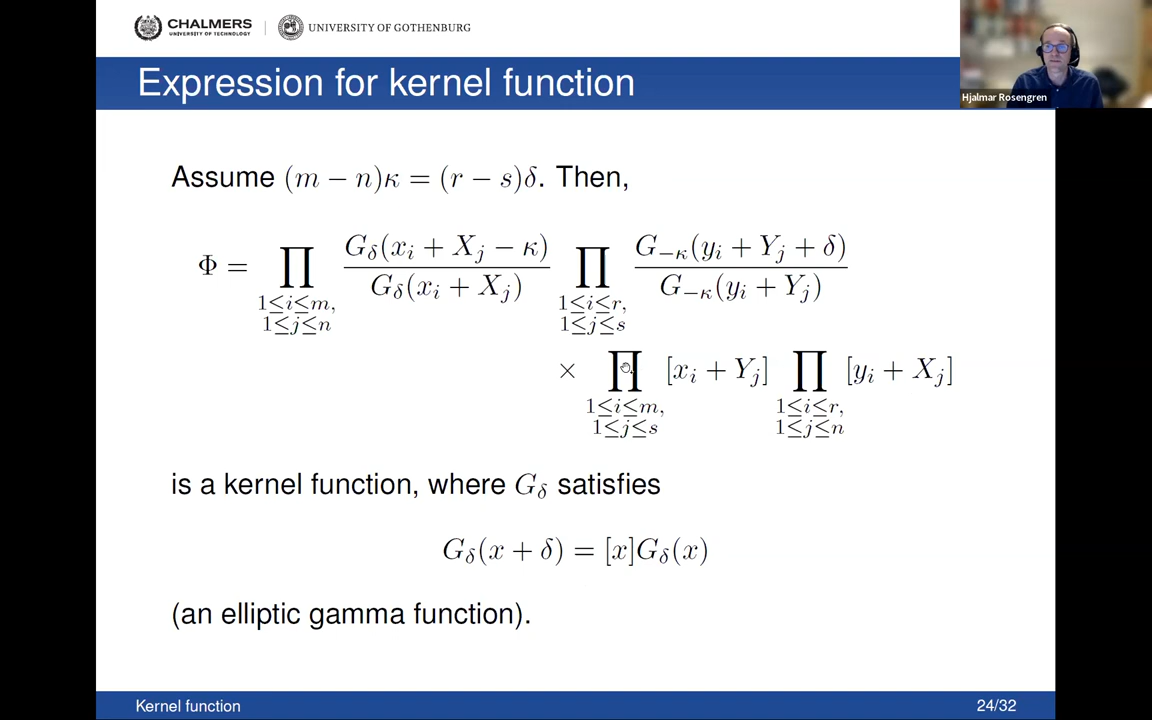 CHALMERS
UNIVERSITY OF TECHNOLOGY
UNIVERSITY OF GOTHENBURG
Expression for kernel function
Hjalmar Rosengren
Assume (m − n)κ = (r − s)δ. Then,
Φ = ∏_{1≤i≤m, 1≤j≤n} G_δ(x_i + X_j − κ) / G_δ(x_i + X_j) ∏_{1≤i≤r, 1≤j≤s} G_{−κ}(y_i + Y_j + δ) / G_{−κ}(y_i + Y_j)
× ∏_{1≤i≤m, 1≤j≤s} [x_i + Y_j] ∏_{1≤i≤r, 1≤j≤n} [y_i + X_j]
is a kernel function, where G_δ satisfies
G_δ(x + δ) = [x]G_δ(x)
(an elliptic gamma function).
Kernel function
24/32